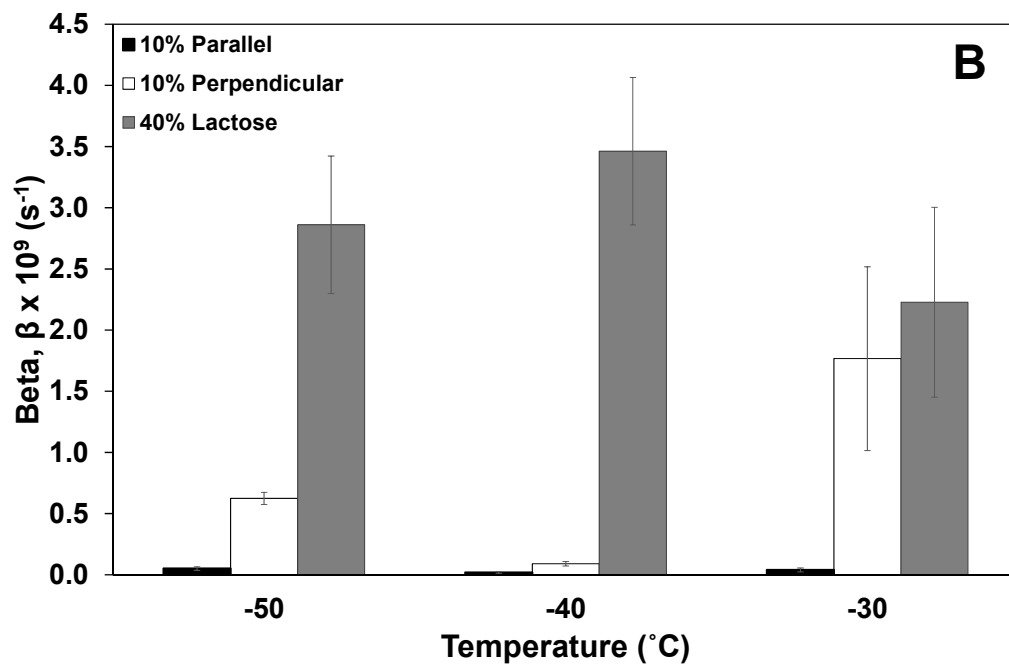 4.5
4.0
3.5
3.0
2.5
2.0
1.5
1.0
0.5
0.0
Beta, β x 10⁹ (s⁻¹)
10% Parallel
10% Perpendicular
40% Lactose
B
-50 -40 -30
Temperature (˚C)